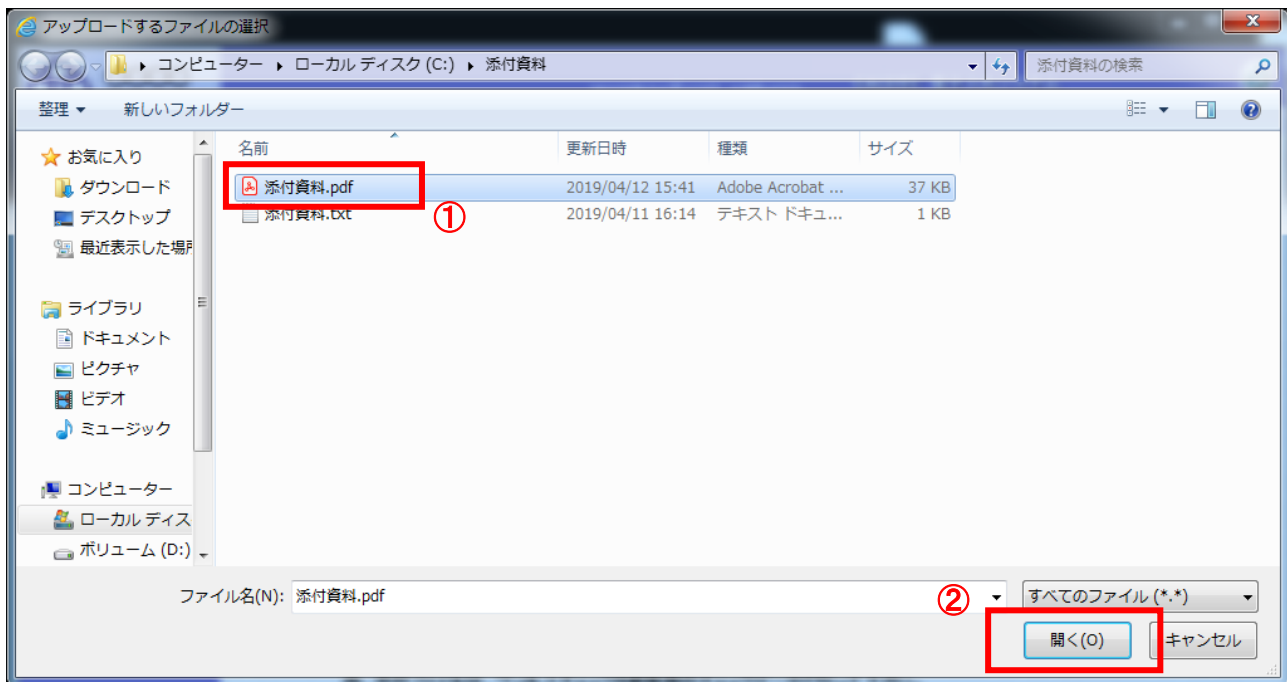 アップロードするファイルの選択
コンピューター ▸ ローカル ディスク (C:) ▸ 添付資料
添付資料の検索
整理 新しいフォルダー
名前 更新日時 種類 サイズ
添付資料.pdf 2019/04/12 15:41 Adobe Acrobat ... 37 KB
添付資料.txt 2019/04/11 16:14 テキスト ドキュ... 1 KB
①
お気に入り
ダウンロード
デスクトップ
最近表示した場所
ライブラリ
ドキュメント
ピクチャ
ビデオ
ミュージック
コンピューター
ローカル ディス
ボリューム (D:)
ファイル名(N): 添付資料.pdf
②
すべてのファイル (*.*)
開く(O) キャンセル